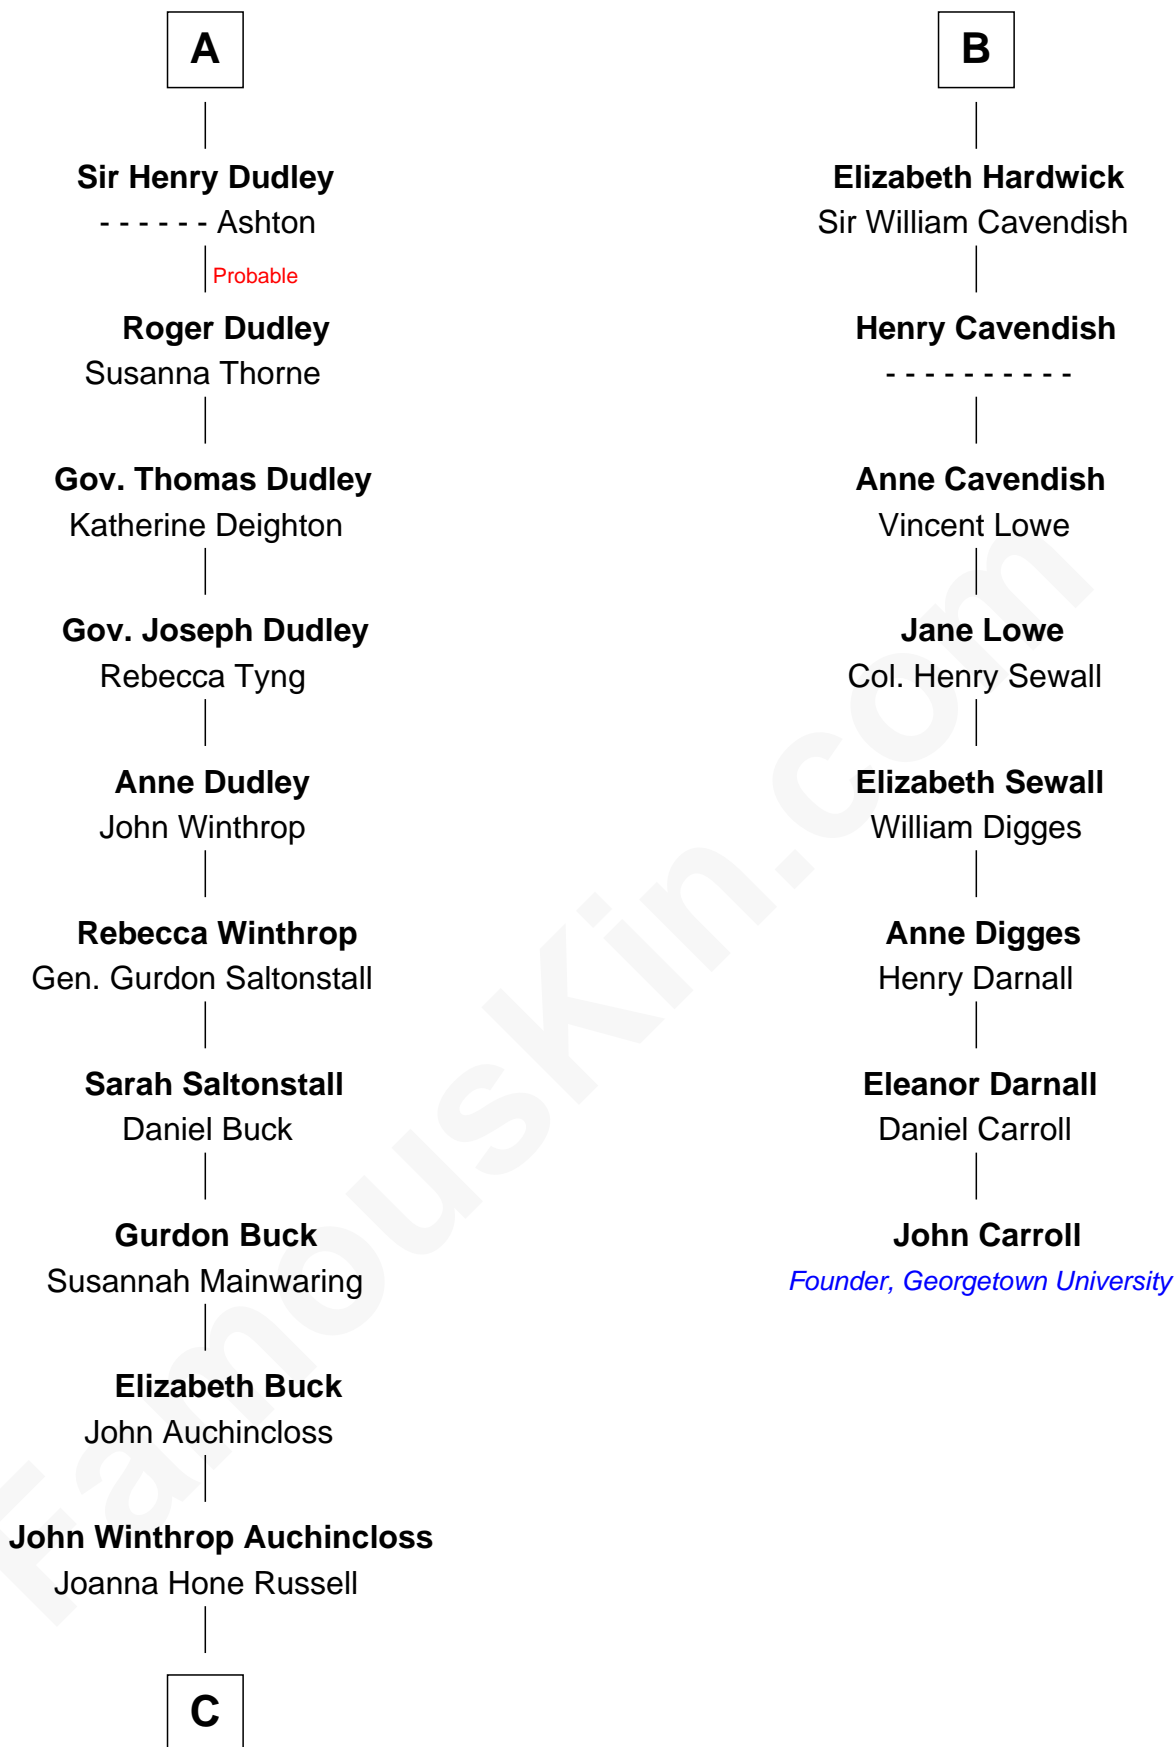 A
Sir Henry Dudley
- - - - - - Ashton
Probable
Roger Dudley
Susanna Thorne
Gov. Thomas Dudley
Katherine Deighton
Gov. Joseph Dudley
Rebecca Tyng
Anne Dudley
John Winthrop
Rebecca Winthrop
Gen. Gurdon Saltonstall
Sarah Saltonstall
Daniel Buck
Gurdon Buck
Susannah Mainwaring
Elizabeth Buck
John Auchincloss
John Winthrop Auchincloss
Joanna Hone Russell
C
B
Elizabeth Hardwick
Sir William Cavendish
Henry Cavendish
- - - - - - - - - -
Anne Cavendish
Vincent Lowe
Jane Lowe
Col. Henry Sewall
Elizabeth Sewall
William Digges
Anne Digges
Henry Darnall
Eleanor Darnall
Daniel Carroll
John Carroll
Founder, Georgetown University
FamousKin.com